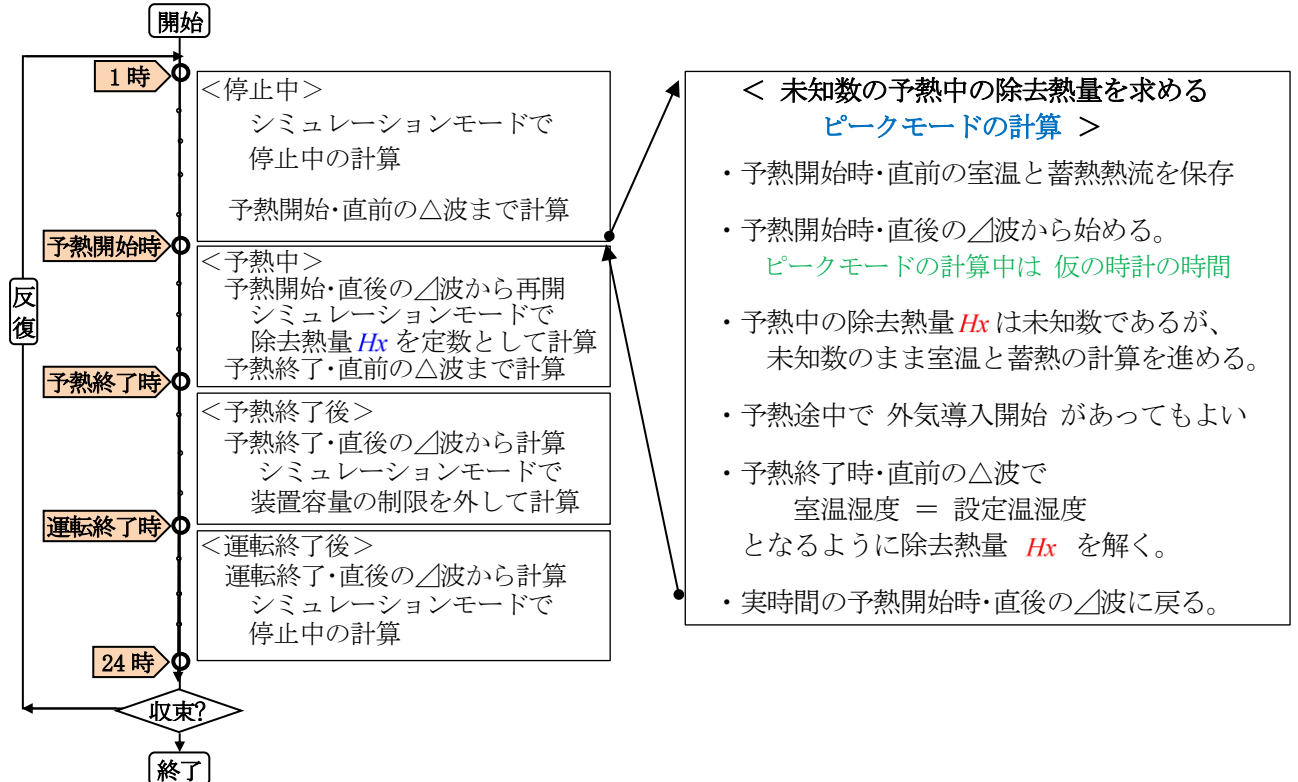 開始
1時
＜停止中＞
シミュレーションモードで
停止中の計算
予熱開始・直前の△波まで計算
予熱開始時
＜予熱中＞
予熱開始・直後の⊿波から再開
シミュレーションモードで
除去熱量 Hx を定数として計算
予熱終了・直前の△波まで計算
反復
予熱終了時
＜予熱終了後＞
予熱終了・直後の⊿波から計算
シミュレーションモードで
装置容量の制限を外して計算
運転終了時
＜運転終了後＞
運転終了・直後の⊿波から計算
シミュレーションモードで
停止中の計算
24時
収束?
終了
＜ 未知数の予熱中の除去熱量を求める
ピークモードの計算 ＞
・予熱開始時・直前の室温と蓄熱熱流を保存
・予熱開始時・直後の⊿波から始める。
ピークモードの計算中は 仮の時計の時間
・予熱中の除去熱量 Hx は未知数であるが、
未知数のまま室温と蓄熱の計算を進める。
・予熱途中で 外気導入開始 があってもよい
・予熱終了時・直前の△波で
室温湿度 ＝ 設定温湿度
となるように除去熱量 Hx を解く。
・実時間の予熱開始時・直後の⊿波に戻る。